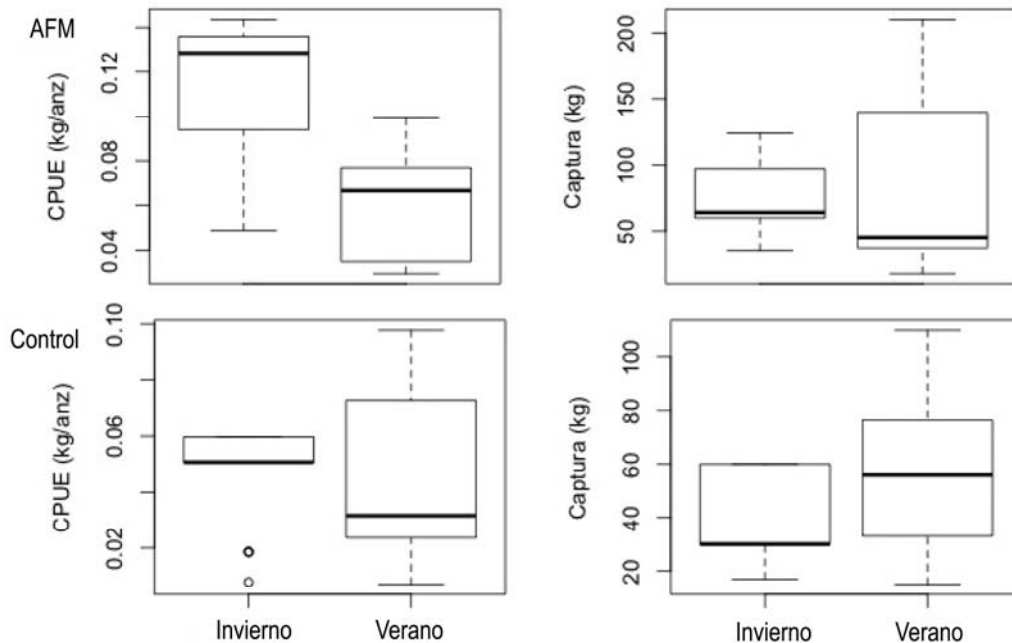 AFM
CPUE (kg/anz)
0.12
0.08
0.04
Captura (kg)
200
150
100
50
Control
CPUE (kg/anz)
0.10
0.06
0.02
Invierno
Verano
Captura (kg)
100
80
60
40
20
Invierno
Verano